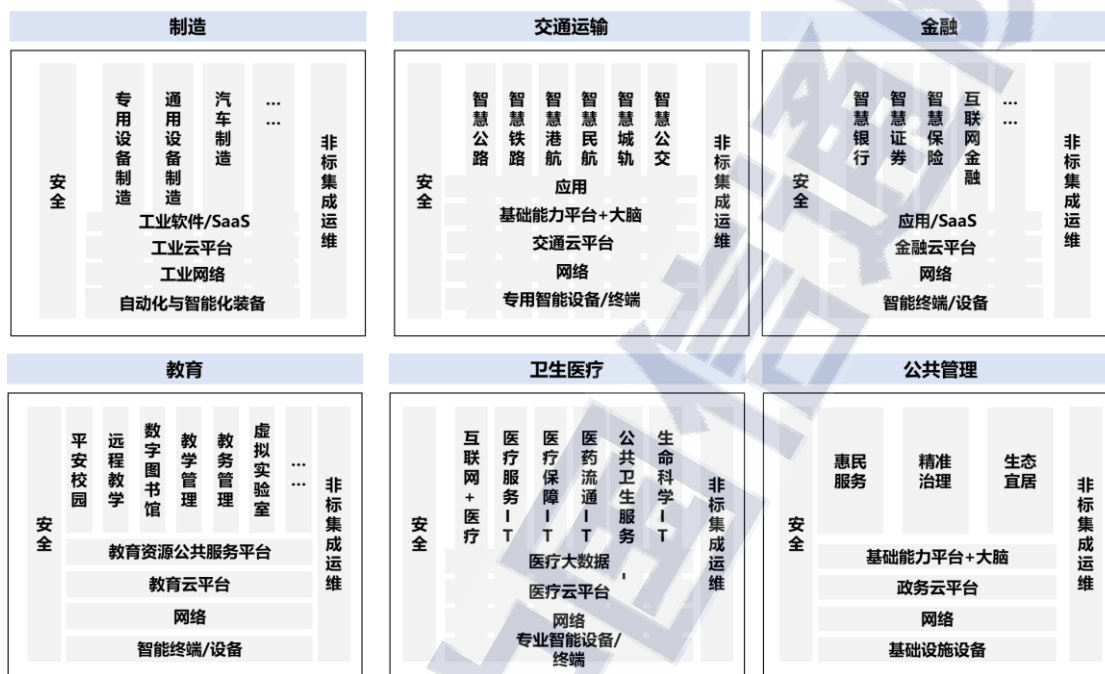 制造
安全
专用设备制造
通用设备制造
汽车制造
……
非标集成运维
工业软件/SaaS
工业云平台
工业网络
自动化与智能化装备
交通运输
安全
智慧公路
智慧铁路
智慧港航
智慧民航
智慧城轨
智慧公交
非标集成运维
应用
基础能力平台+大脑
交通云平台
网络
专用智能设备/终端
金融
安全
智慧银行
智慧证券
智慧保险
互联网金融
……
非标集成运维
应用/SaaS
金融云平台
网络
智能终端/设备
教育
安全
平安校园
远程教学
数字图书馆
教学管理
教务管理
虚拟实验室
……
非标集成运维
教育资源公共服务平台
教育云平台
网络
智能终端/设备
卫生医疗
安全
互联网+医疗
医疗服务IT
医疗保障IT
医药流通IT
公共卫生服务-
生命科学IT
非标集成运维
医疗大数据
医疗云平台
网络
专业智能设备/
终端
公共管理
安全
惠民
服务
精准
治理
生态
宜居
非标集成运维
基础能力平台+大脑
政务云平台
网络
基础设施设备